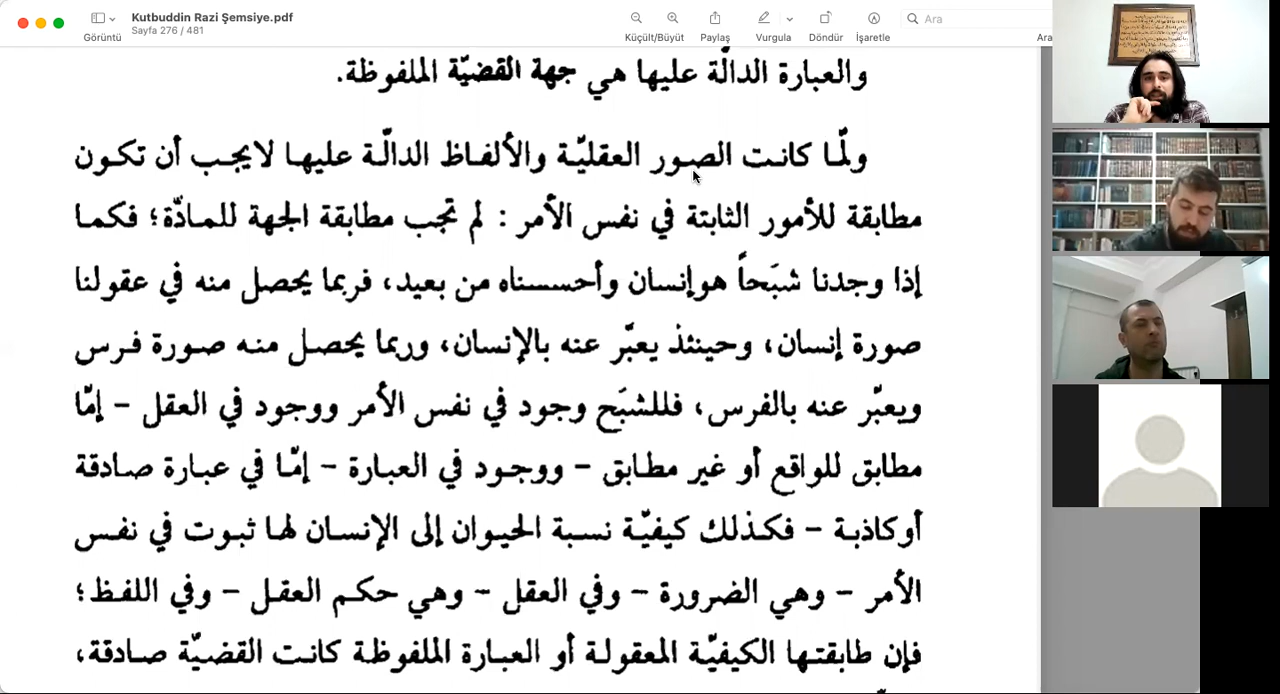 Kutbuddin Razi Şemsiye.pdf
Sayfa 276 / 481
Görüntü
Küçült/Büyüt
Paylaş
Vurgula
Döndür
İşaretle
Ara
Ara
والعبارة الدالّة عليها هي جهة القضيّة الملفوظة.
ولمّا كانت الصور العقليّة والألفاظ الدالّة عليها لايجب أن تكون
مطابقة للأمور الثابتة في نفس الأمر : لم تجب مطابقة الجهة للمادّة؛ فكما
إذا وجدنا شبَحاً هوإنسان وأحسسناه من بعيد، فربما يحصل منه في عقولنا
صورة إنسان، وحينئذ يعبّر عنه بالإنسان، وربما يحصل منه صورة فرس
ويعبّر عنه بالفرس، فللشبَح وجود في نفس الأمر ووجود في العقل – إمّا
مطابق للواقع أو غير مطابق – ووجود في العبارة – إمّا في عبارة صادقة
أوكاذبة – فكذلك كيفيّة نسبة الحيوان إلى الإنسان لها ثبوت في نفس
الأمر – وهي الضرورة – وفي العقل – وهي حكم العقل – وفي اللفظ؛
فإن طابقتها الكيفيّة المعقولة أو العبارة الملفوظة كانت القضيّة صادقة،